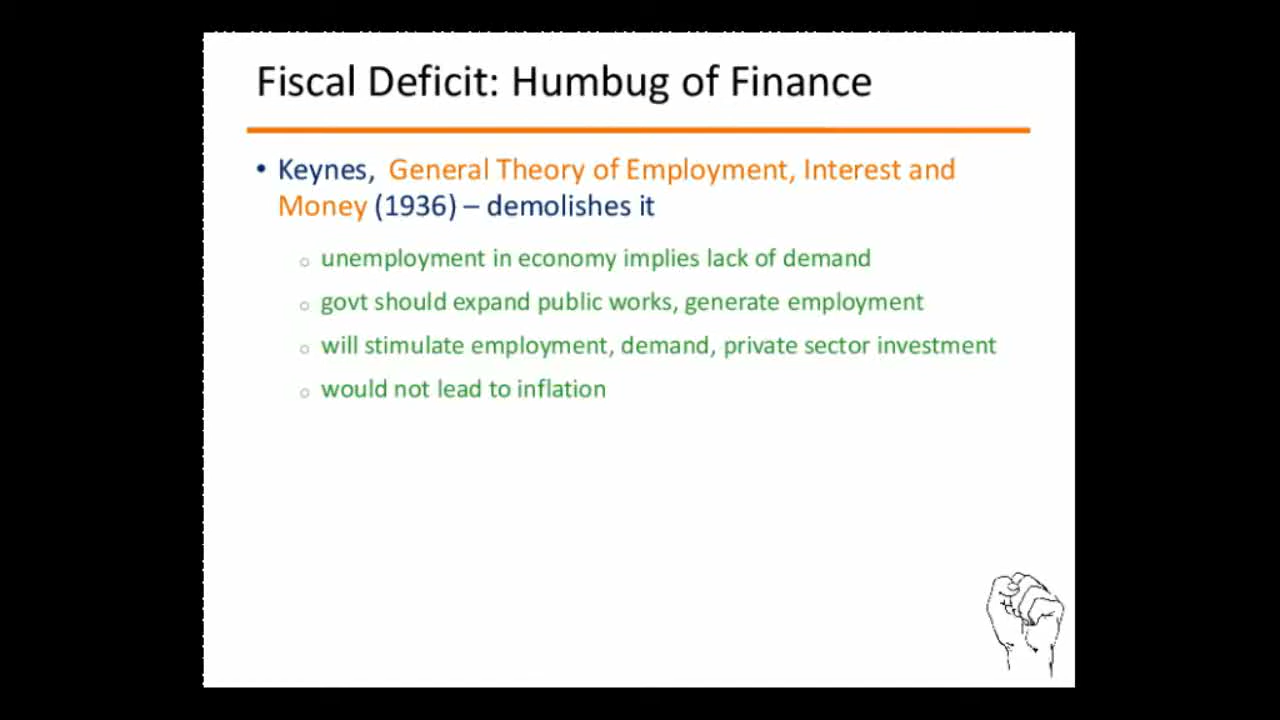 Fiscal Deficit: Humbug of Finance
• Keynes, General Theory of Employment, Interest and
Money (1936) – demolishes it
○ unemployment in economy implies lack of demand
○ govt should expand public works, generate employment
○ will stimulate employment, demand, private sector investment
○ would not lead to inflation